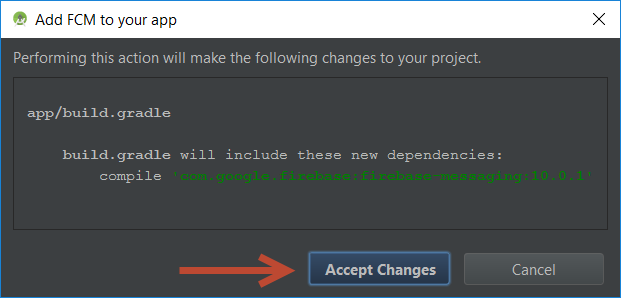 Add FCM to your app
Performing this action will make the following changes to your project.
app/build.gradle
build.gradle will include these new dependencies:
compile 'com.google.firebase:firebase-messaging:10.0.1'
Accept Changes
Cancel